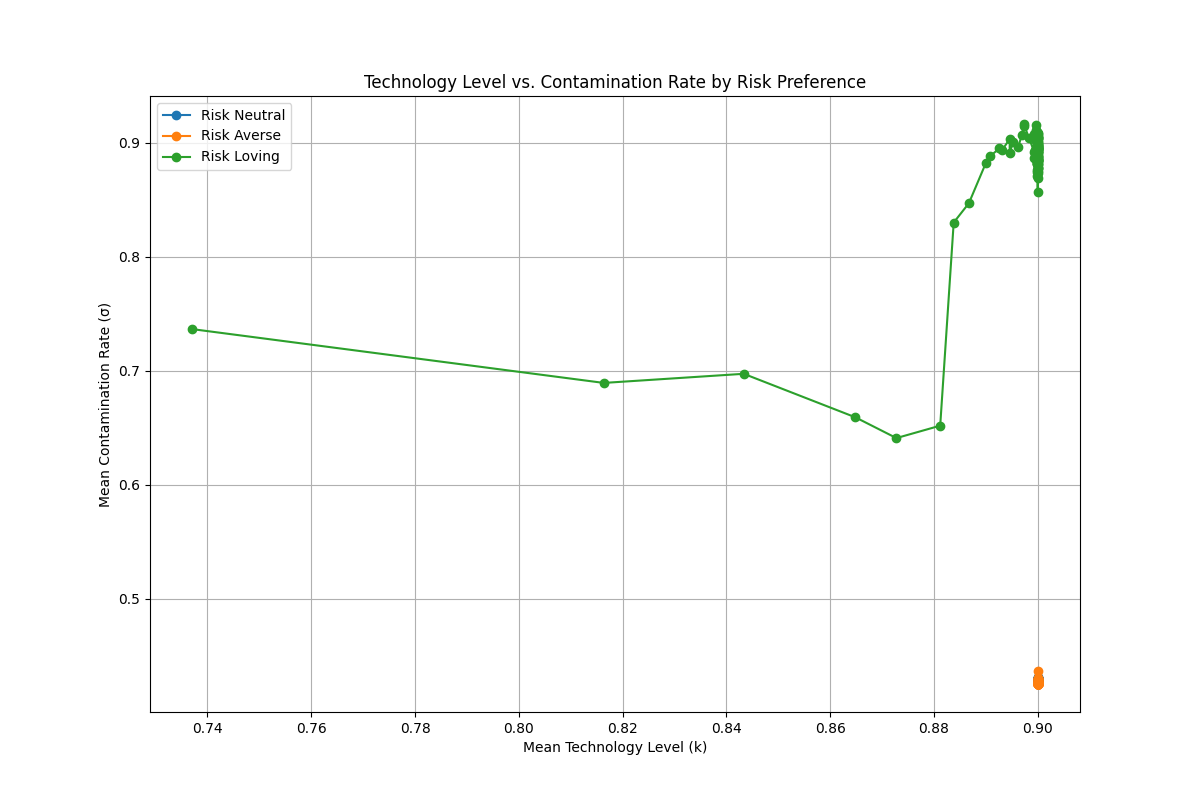 Technology Level vs. Contamination Rate by Risk Preference
Risk Neutral
Risk Averse
Risk Loving
0.9
0.8
0.7
0.6
0.5
Mean Contamination Rate (σ)
0.74 0.76 0.78 0.80 0.82 0.84 0.86 0.88 0.90
Mean Technology Level (k)